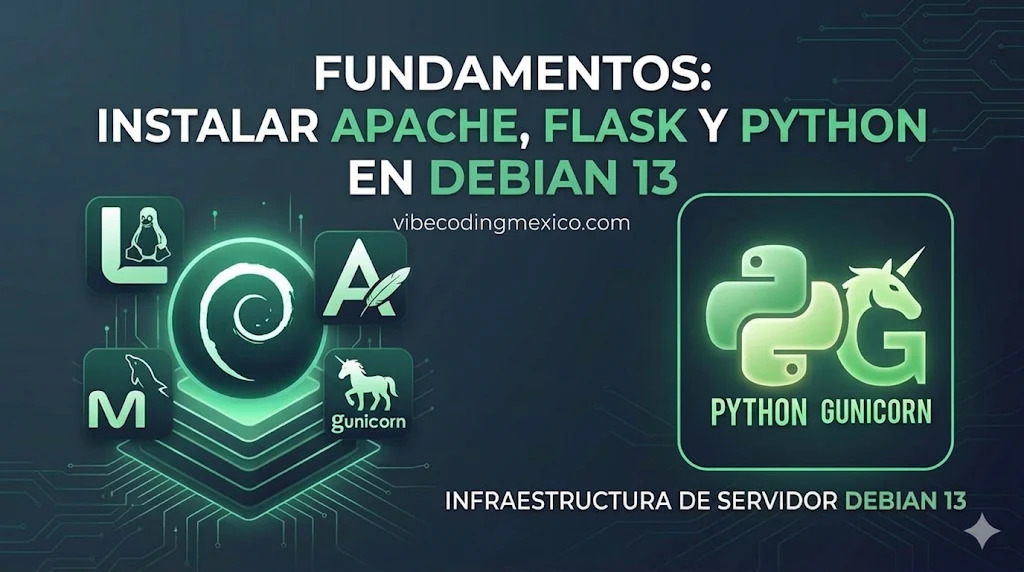 FUNDAMENTOS:
INSTALAR APACHE, FLASK Y PYTHON
EN DEBIAN 13
vibecodingmexico.com
L
A
M
gunicorn
G
PYTHON GUNICORN
INFRAESTRUCTURA DE SERVIDOR DEBIAN 13